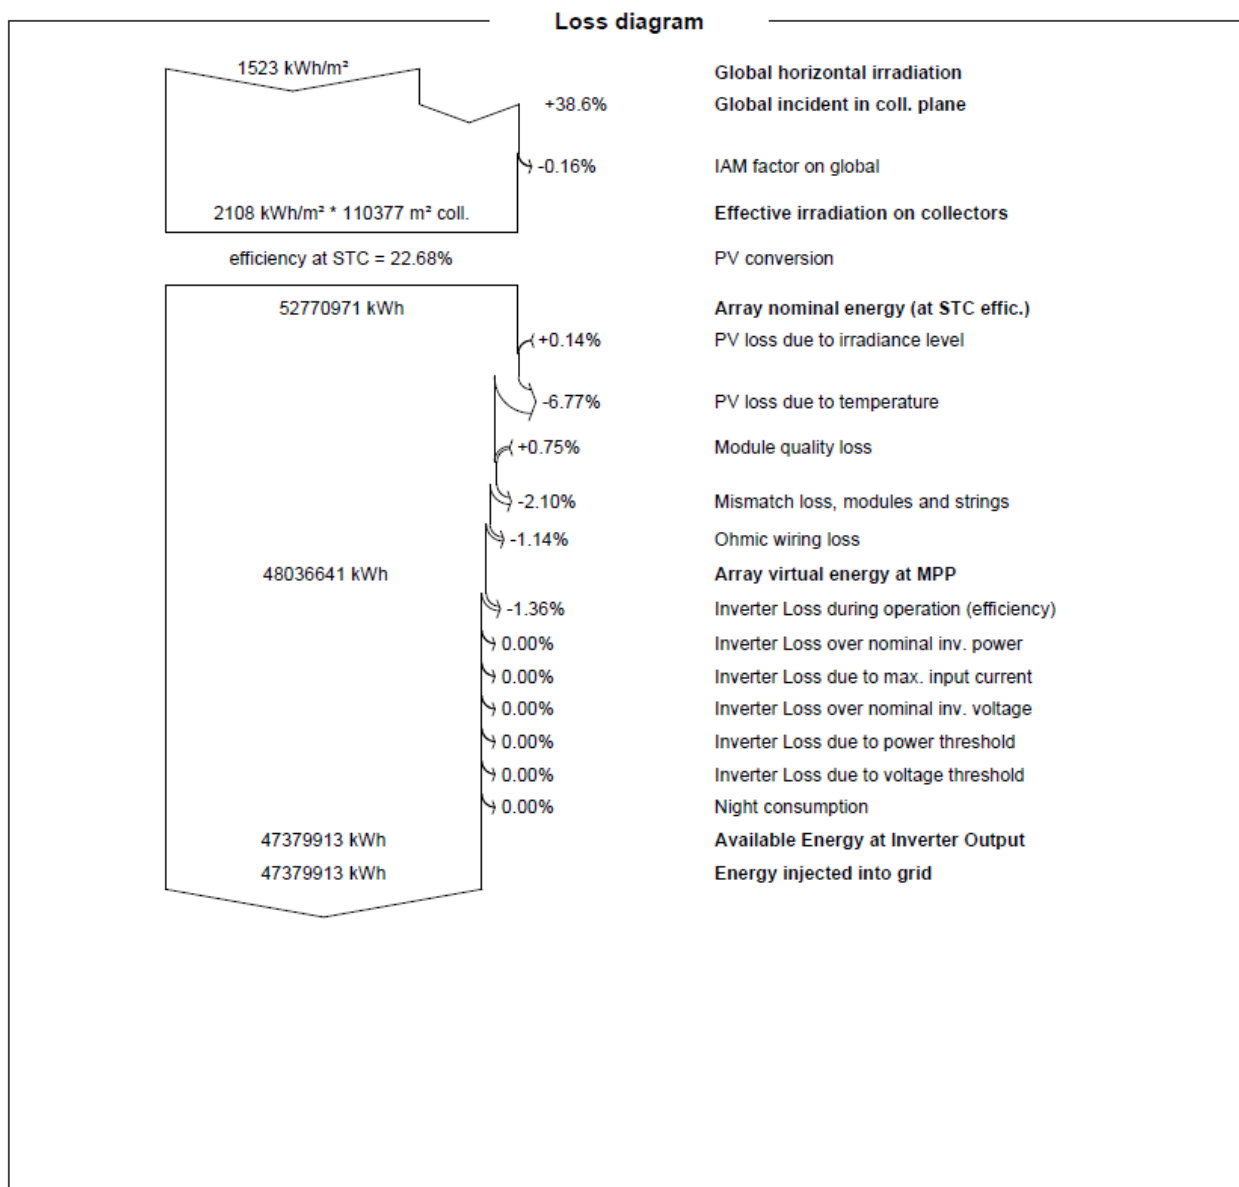 Loss diagram
1523 kWh/m² Global horizontal irradiation
+38.6% Global incident in coll. plane
-0.16% IAM factor on global
2108 kWh/m² * 110377 m² coll. Effective irradiation on collectors
efficiency at STC = 22.68% PV conversion
52770971 kWh Array nominal energy (at STC effic.)
+0.14% PV loss due to irradiance level
-6.77% PV loss due to temperature
+0.75% Module quality loss
-2.10% Mismatch loss, modules and strings
-1.14% Ohmic wiring loss
48036641 kWh Array virtual energy at MPP
-1.36% Inverter Loss during operation (efficiency)
0.00% Inverter Loss over nominal inv. power
0.00% Inverter Loss due to max. input current
0.00% Inverter Loss over nominal inv. voltage
0.00% Inverter Loss due to power threshold
0.00% Inverter Loss due to voltage threshold
0.00% Night consumption
47379913 kWh Available Energy at Inverter Output
47379913 kWh Energy injected into grid